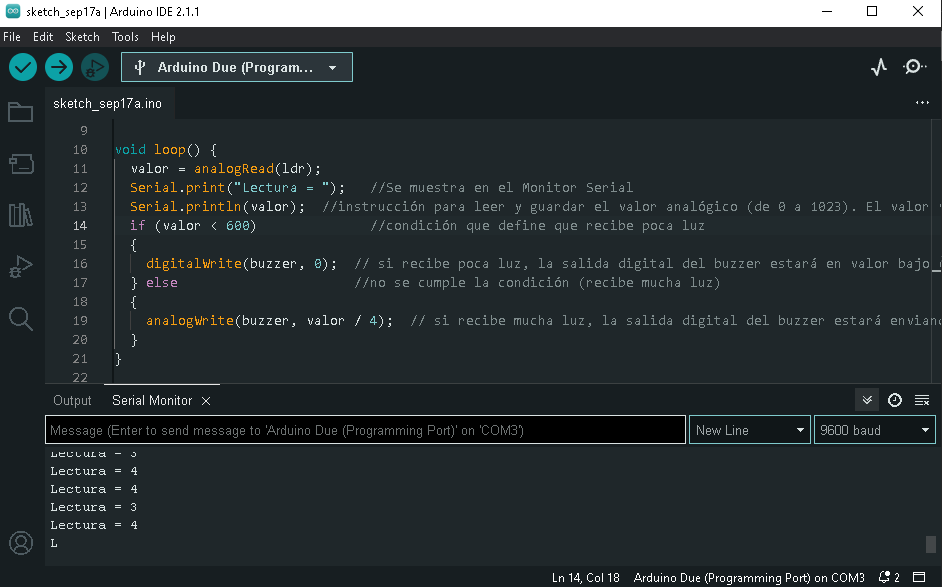 sketch_sep17a | Arduino IDE 2.1.1
File Edit Sketch Tools Help
Arduino Due (Program...
sketch_sep17a.ino
9
10 void loop() {
11 valor = analogRead(ldr);
12 Serial.print("Lectura = "); //Se muestra en el Monitor Serial
13 Serial.println(valor); //instrucción para leer y guardar el valor analógico (de 0 a 1023). El valor
14 if (valor < 600) //condición que define que recibe poca luz
15 {
16 digitalWrite(buzzer, 0); // si recibe poca luz, la salida digital del buzzer estará en valor bajo
17 } else //no se cumple la condición (recibe mucha luz)
18 {
19 analogWrite(buzzer, valor / 4); // si recibe mucha luz, la salida digital del buzzer estará envian
20 }
21 }
22
Output Serial Monitor
Message (Enter to send message to 'Arduino Due (Programming Port)' on 'COM3') New Line 9600 baud
Lectura = 3
Lectura = 4
Lectura = 4
Lectura = 3
Lectura = 4
L
Ln 14, Col 18 Arduino Due (Programming Port) on COM3 2